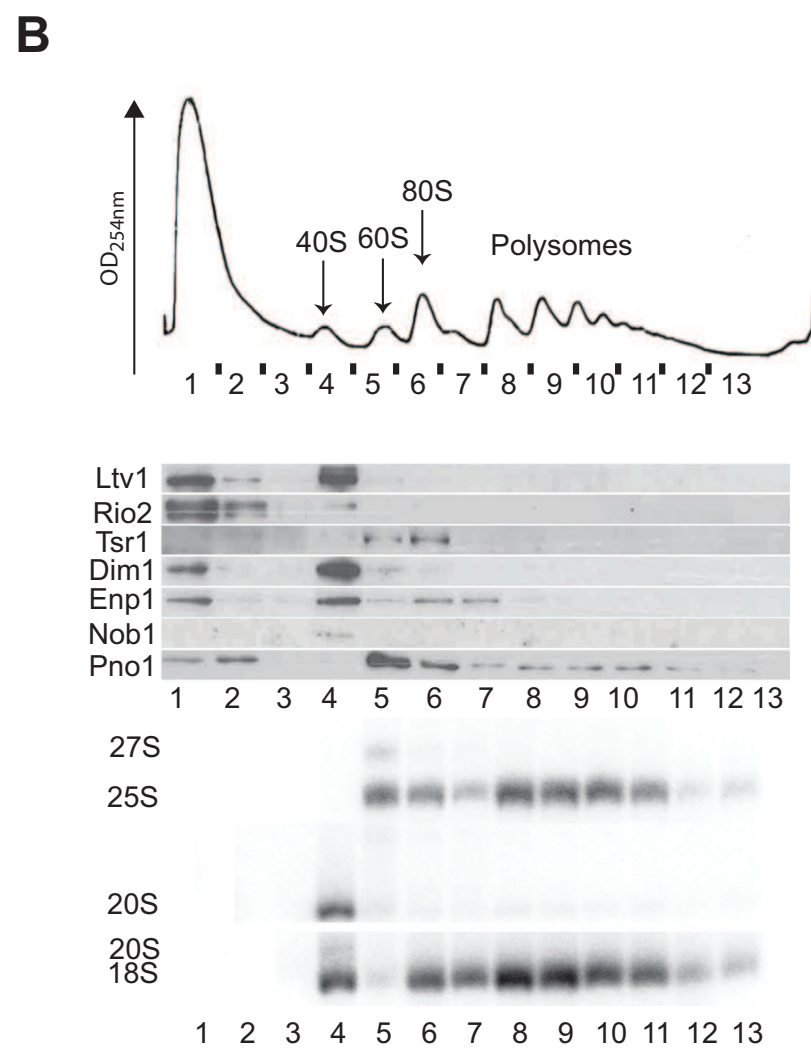 B
OD254nm
40S
60S
80S
Polysomes
1 2 3 4 5 6 7 8 9 10 11 12 13
Ltv1
Rio2
Tsr1
Dim1
Enp1
Nob1
Pno1
1 2 3 4 5 6 7 8 9 10 11 12 13
27S
25S
20S
20S
18S
1 2 3 4 5 6 7 8 9 10 11 12 13